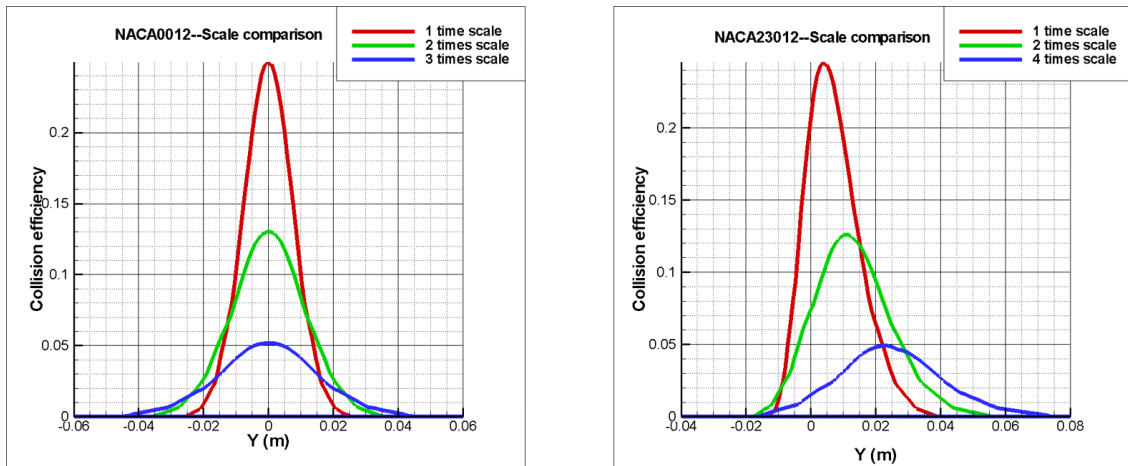 NACA0012--Scale comparison
1 time scale
2 times scale
3 times scale
Collision efficiency
0.2
0.15
0.1
0.05
0
-0.06
-0.04
-0.02
0
0.02
0.04
0.06
Y (m)
NACA23012--Scale comparison
1 time scale
2 times scale
4 times scale
Collision efficiency
0.2
0.15
0.1
0.05
0
-0.04
-0.02
0
0.02
0.04
0.06
0.08
Y (m)